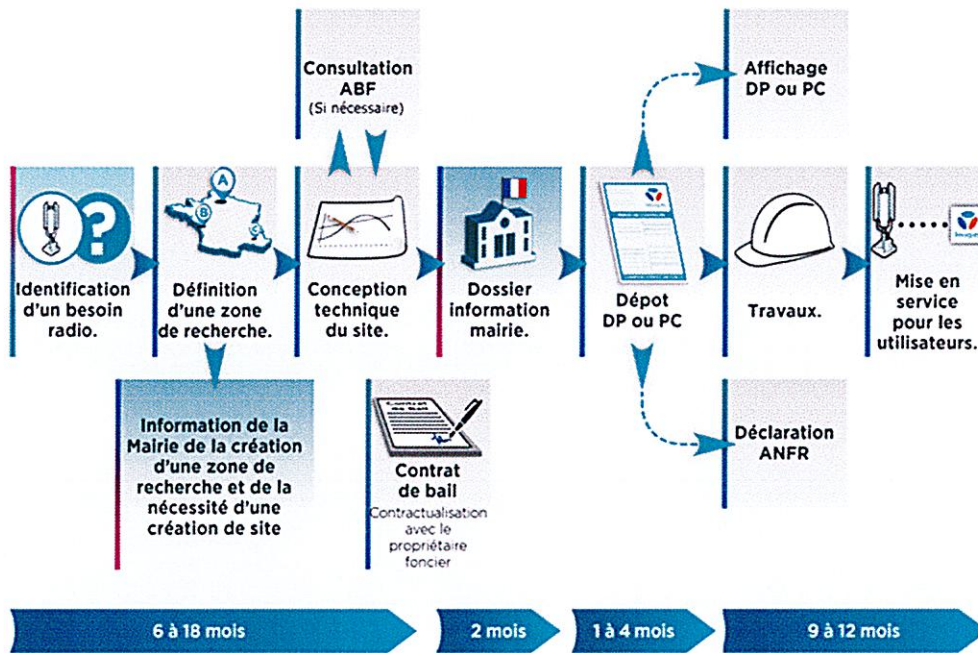 Consultation
ABF
(Si nécessaire)
Affichage
DP ou PC
A
B
C
?
Identification
d'un besoin
radio.
Définition
d'une zone
de recherche.
Conception
technique
du site.
Dossier
information
mairie.
Dépot
DP ou PC
Travaux.
Mise en
service
pour les
utilisateurs.
Information de la
Mairie de la création
d'une zone de
recherche et de la
nécessité d'une
création de site
Contrat
de Bail
Contrat
de bail
Contractualisation
avec le
propriétaire
foncier
Déclaration
ANFR
6 à 18 mois
2 mois
1 à 4 mois
9 à 12 mois